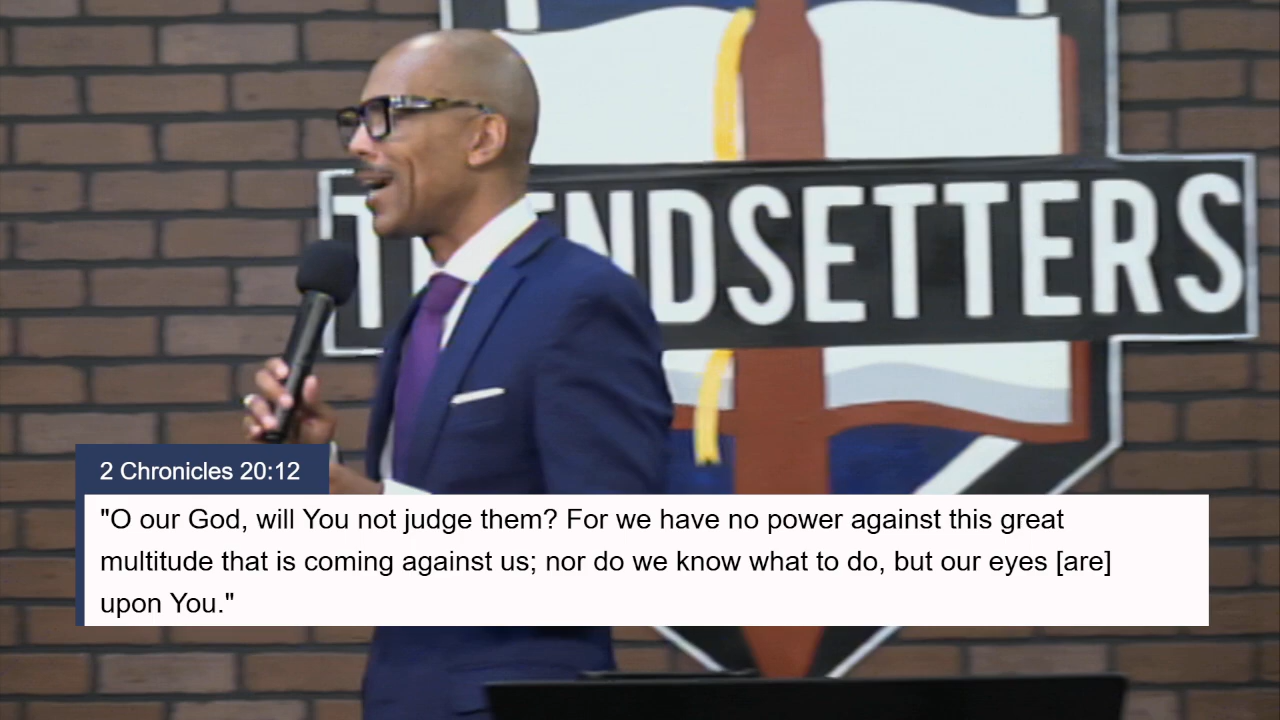 TRENDSETTERS
2 Chronicles 20:12
"O our God, will You not judge them? For we have no power against this great
multitude that is coming against us; nor do we know what to do, but our eyes [are]
upon You."